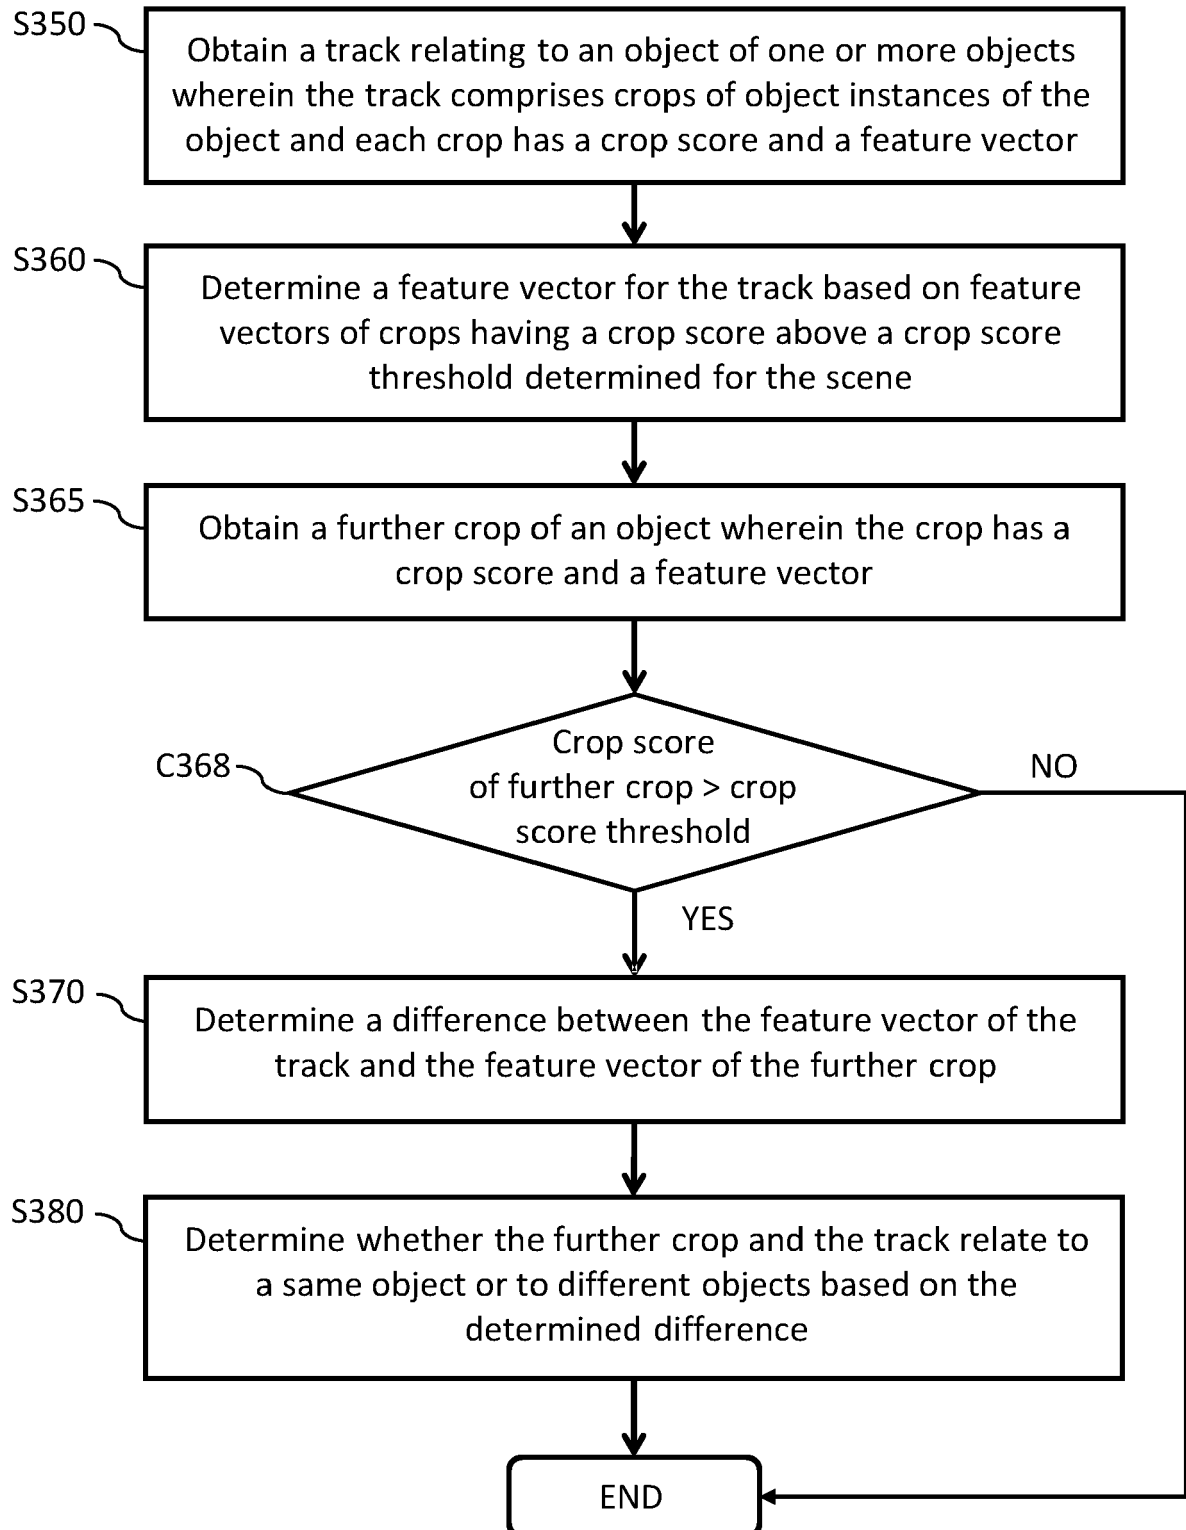 S350
Obtain a track relating to an object of one or more objects
wherein the track comprises crops of object instances of the
object and each crop has a crop score and a feature vector
S360
Determine a feature vector for the track based on feature
vectors of crops having a crop score above a crop score
threshold determined for the scene
S365
Obtain a further crop of an object wherein the crop has a
crop score and a feature vector
C368
Crop score
of further crop > crop
score threshold
NO
YES
S370
Determine a difference between the feature vector of the
track and the feature vector of the further crop
S380
Determine whether the further crop and the track relate to
a same object or to different objects based on the
determined difference
END